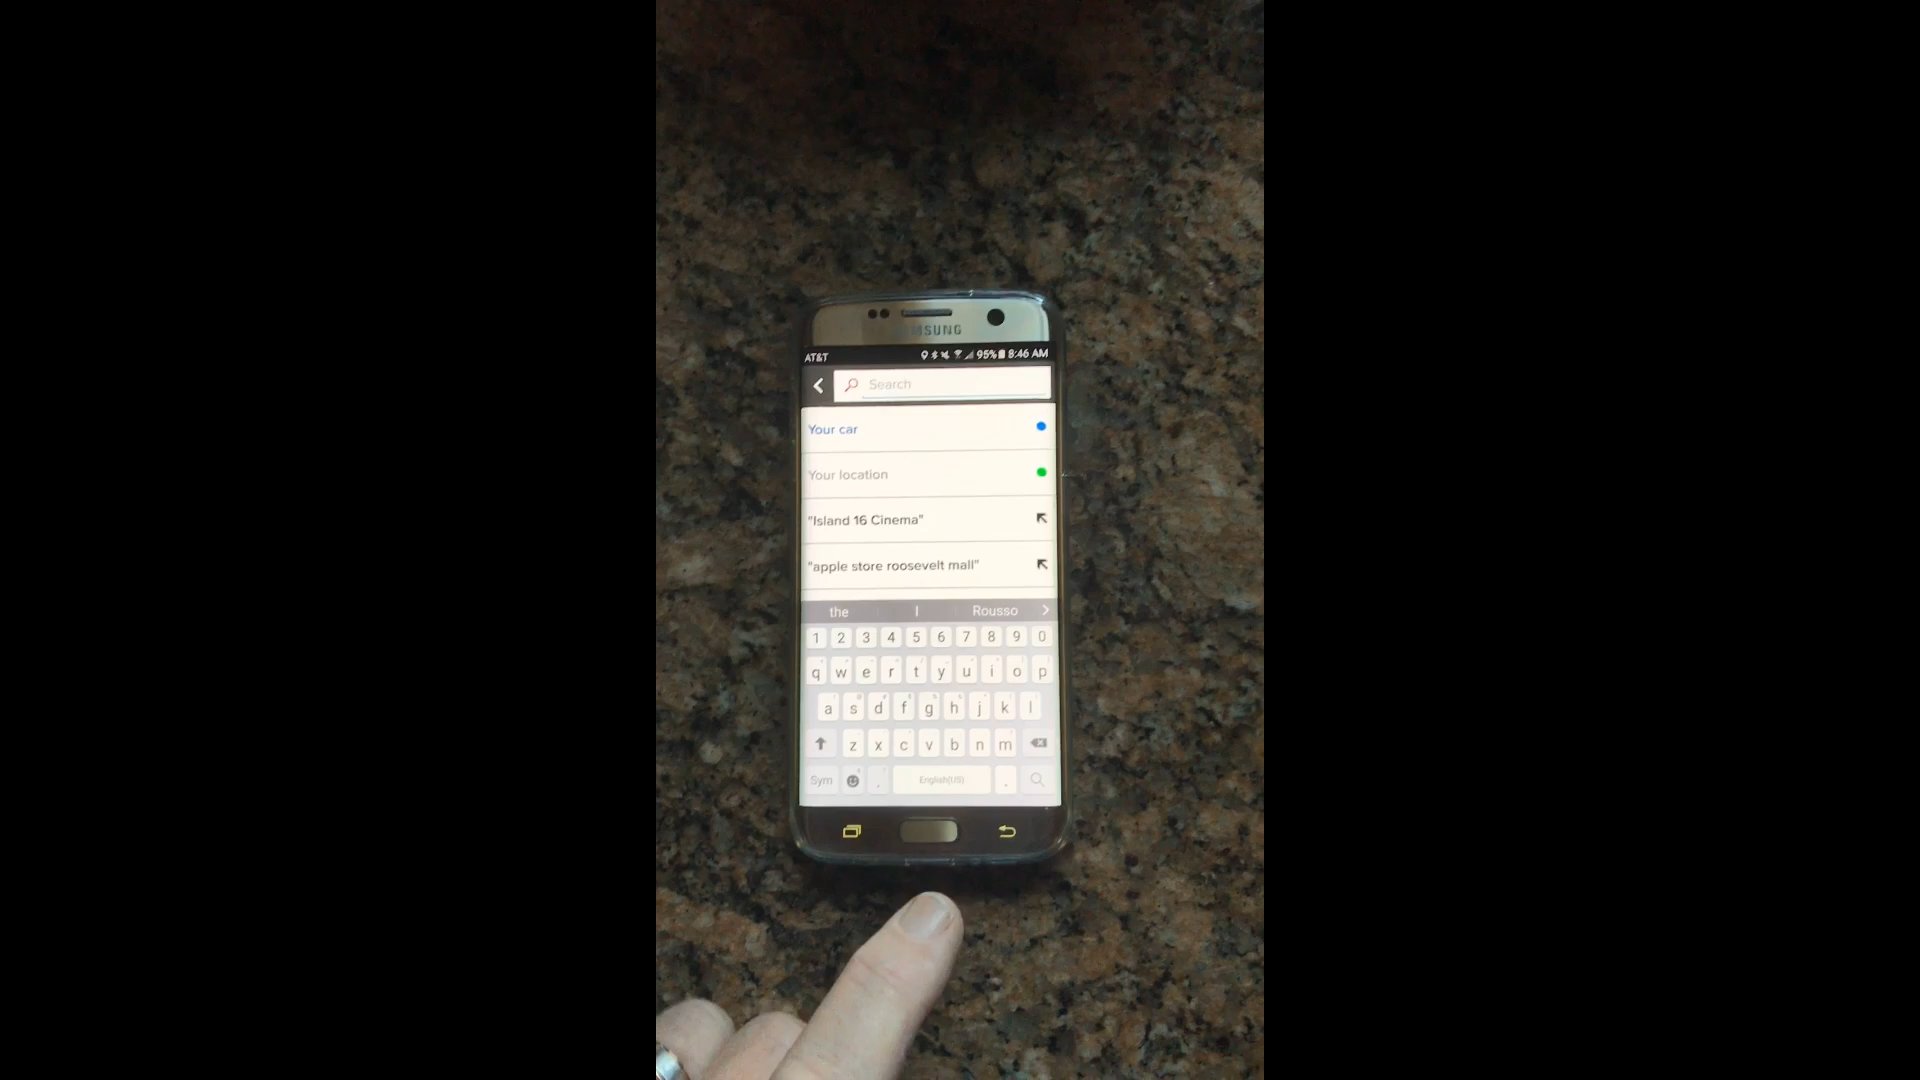 SAMSUNG
AT&T 95% 8:46 AM
Search
Your car
Your location
"Island 16 Cinema"
"apple store roosevelt mall"
the I Rousso
1 2 3 4 5 6 7 8 9 0
q w e r t y u i o p
a s d f g h j k l
z x c v b n m
Sym , English(US) .